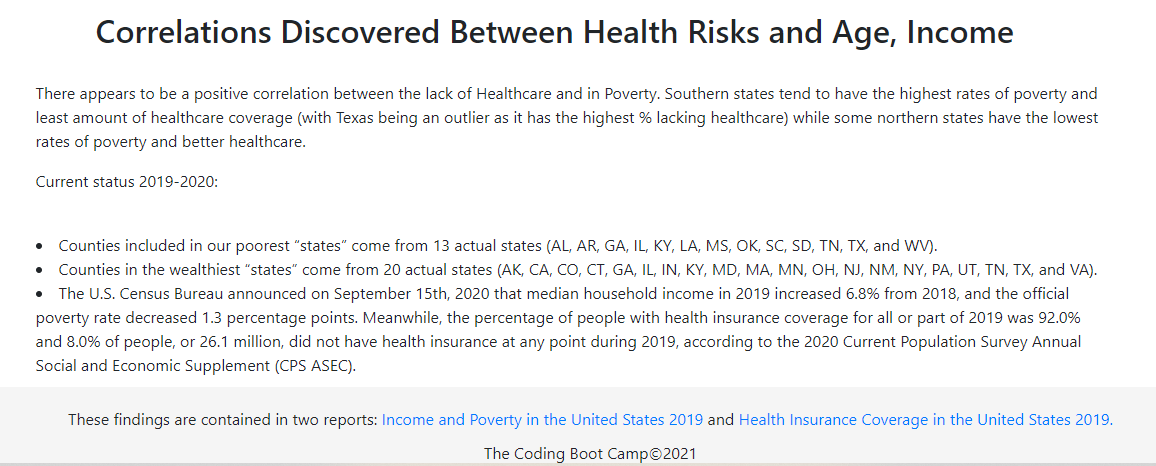 Correlations Discovered Between Health Risks and Age, Income
There appears to be a positive correlation between the lack of Healthcare and in Poverty. Southern states tend to have the highest rates of poverty and
least amount of healthcare coverage (with Texas being an outlier as it has the highest % lacking healthcare) while some northern states have the lowest
rates of poverty and better healthcare.
Current status 2019-2020:
• Counties included in our poorest “states” come from 13 actual states (AL, AR, GA, IL, KY, LA, MS, OK, SC, SD, TN, TX, and WV).
• Counties in the wealthiest “states” come from 20 actual states (AK, CA, CO, CT, GA, IL, IN, KY, MD, MA, MN, OH, NJ, NM, NY, PA, UT, TN, TX, and VA).
• The U.S. Census Bureau announced on September 15th, 2020 that median household income in 2019 increased 6.8% from 2018, and the official
poverty rate decreased 1.3 percentage points. Meanwhile, the percentage of people with health insurance coverage for all or part of 2019 was 92.0%
and 8.0% of people, or 26.1 million, did not have health insurance at any point during 2019, according to the 2020 Current Population Survey Annual
Social and Economic Supplement (CPS ASEC).
These findings are contained in two reports: Income and Poverty in the United States 2019 and Health Insurance Coverage in the United States 2019.
The Coding Boot Camp©2021